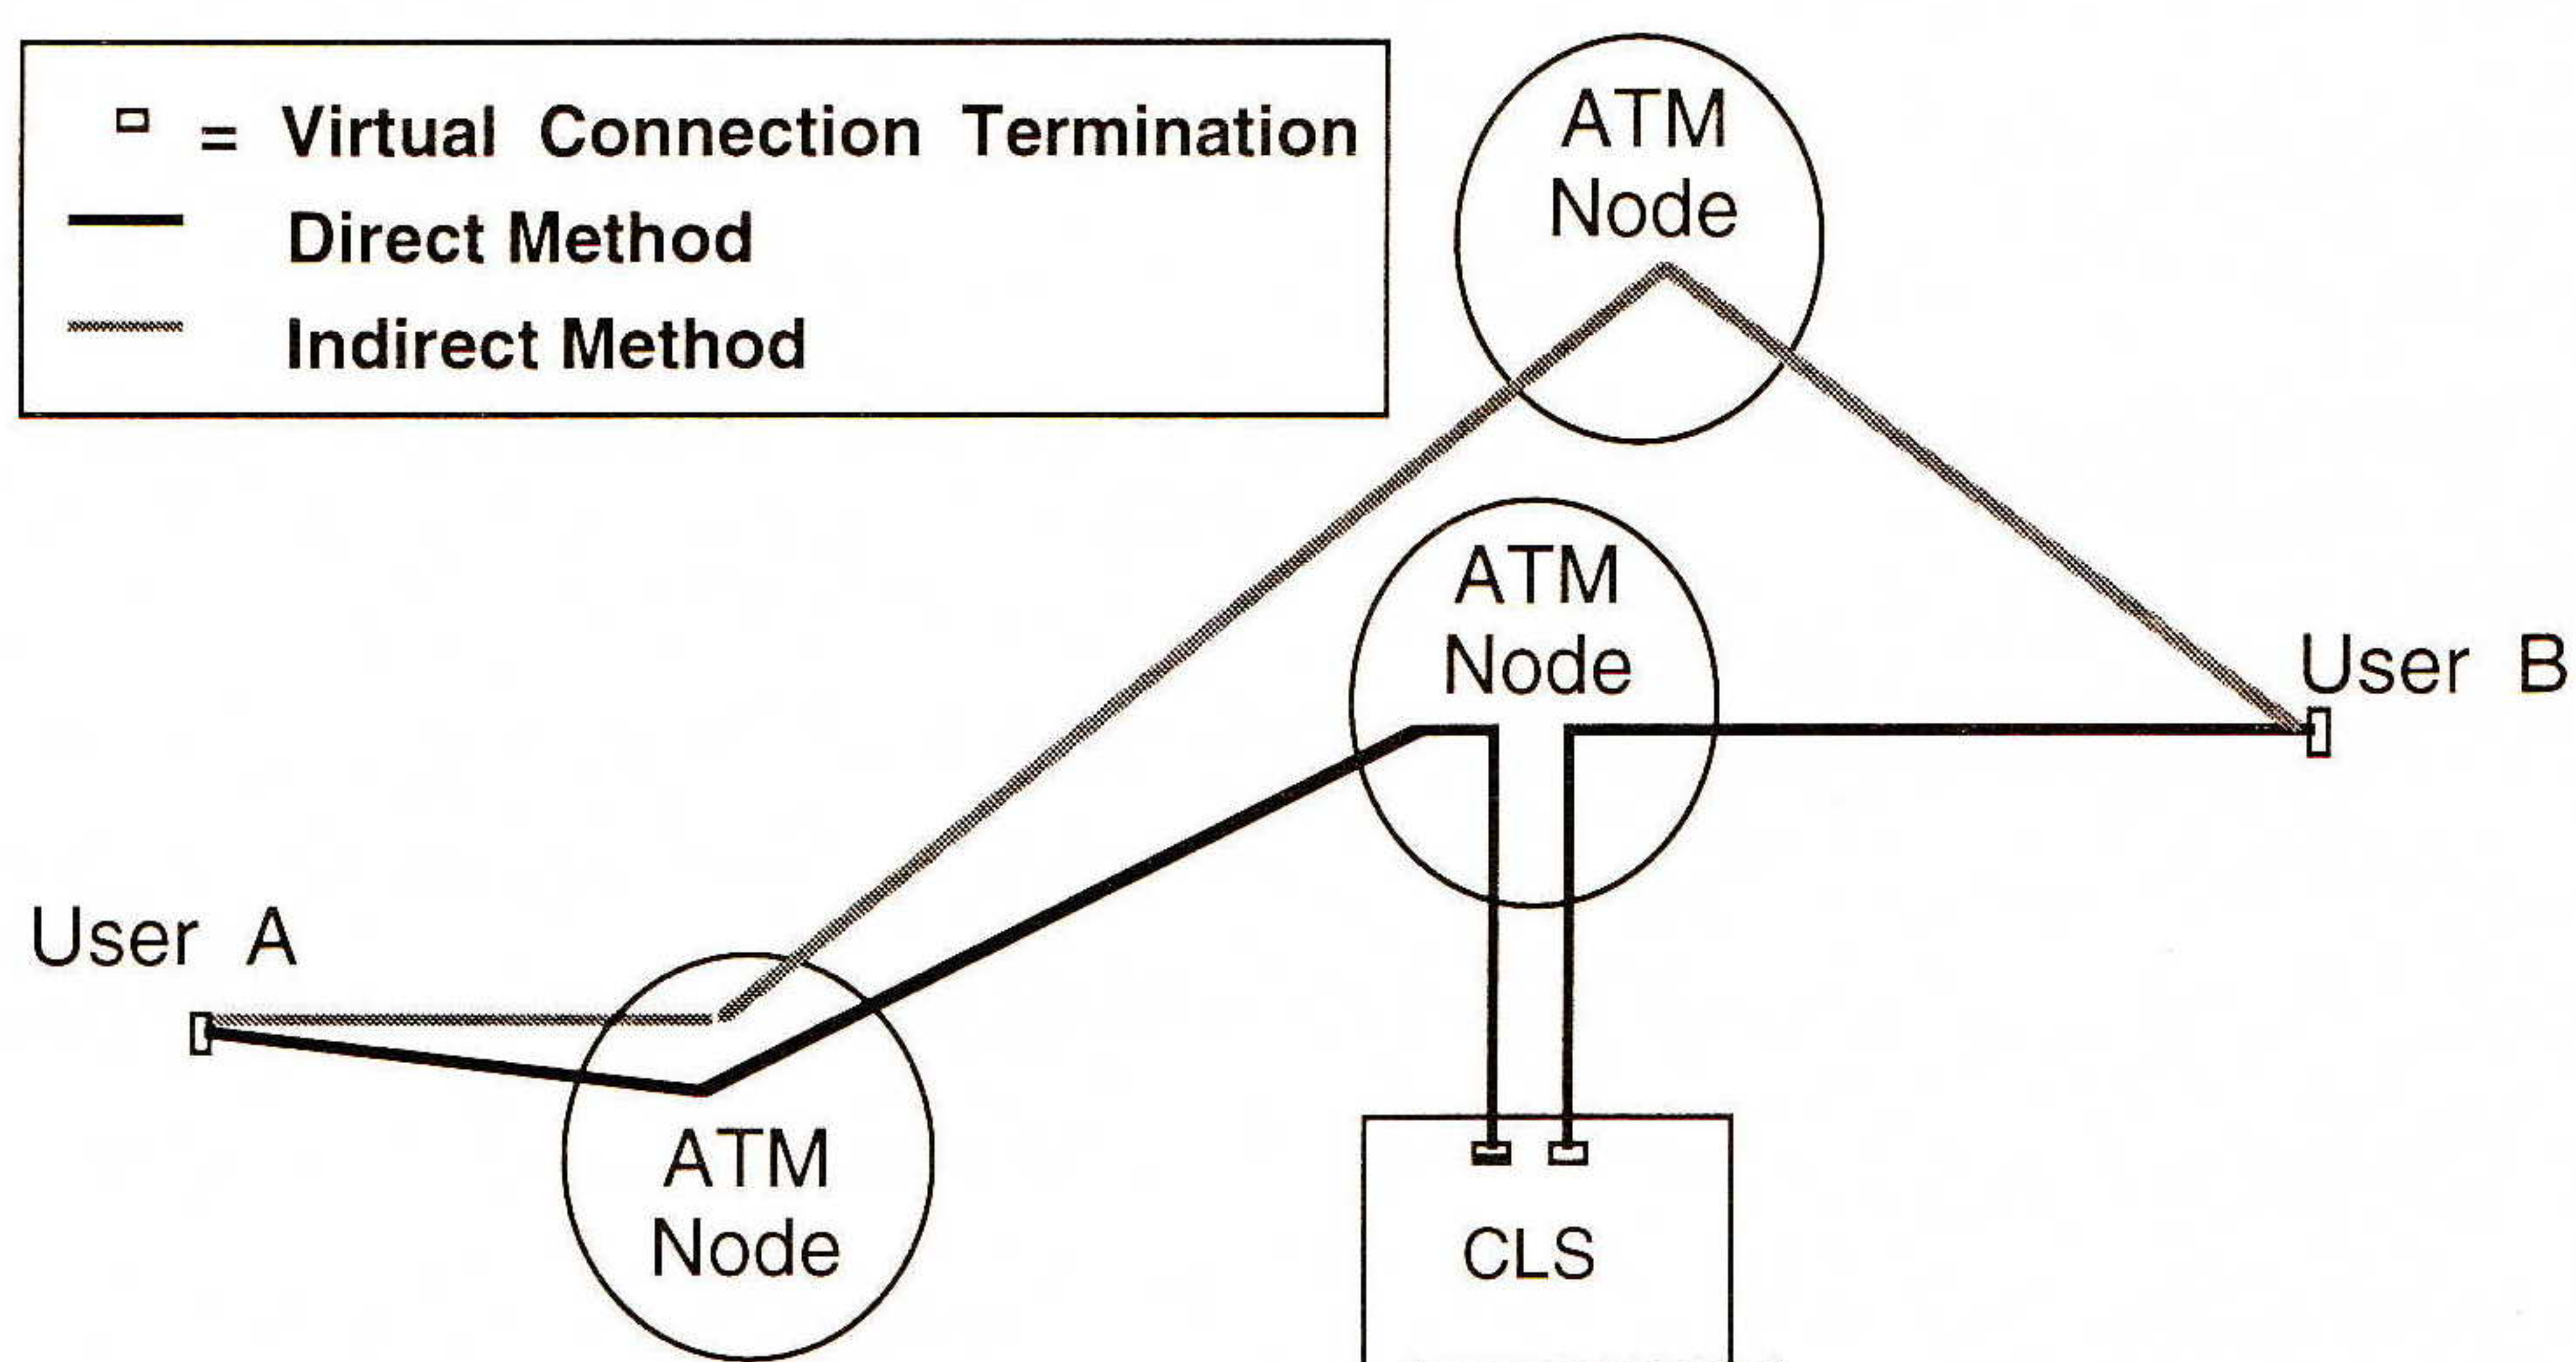 = Virtual Connection Termination
Direct Method
Indirect Method
ATM
Node
ATM
Node
User B
User A
ATM
Node
CLS